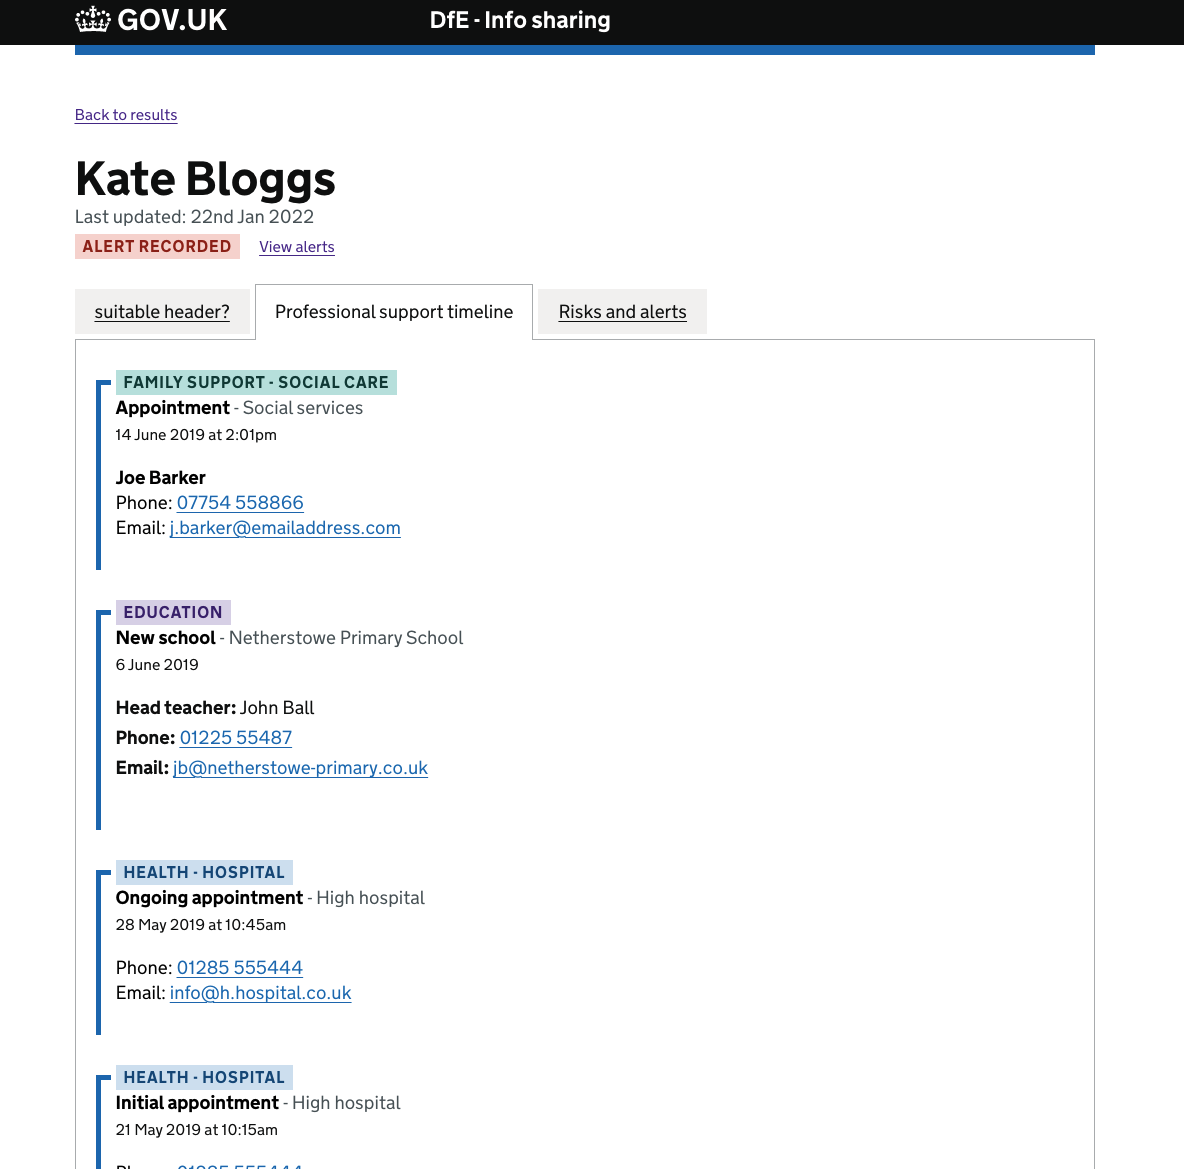 GOV.UK DfE - Info sharing
Back to results
Kate Bloggs
Last updated: 22nd Jan 2022
ALERT RECORDED View alerts
suitable header? Professional support timeline Risks and alerts
FAMILY SUPPORT - SOCIAL CARE
Appointment - Social services
14 June 2019 at 2:01pm
Joe Barker
Phone: 07754 558866
Email: j.barker@emailaddress.com
EDUCATION
New school - Netherstowe Primary School
6 June 2019
Head teacher: John Ball
Phone: 01225 55487
Email: jb@netherstowe-primary.co.uk
HEALTH - HOSPITAL
Ongoing appointment - High hospital
28 May 2019 at 10:45am
Phone: 01285 555444
Email: info@h.hospital.co.uk
HEALTH - HOSPITAL
Initial appointment - High hospital
21 May 2019 at 10:15am